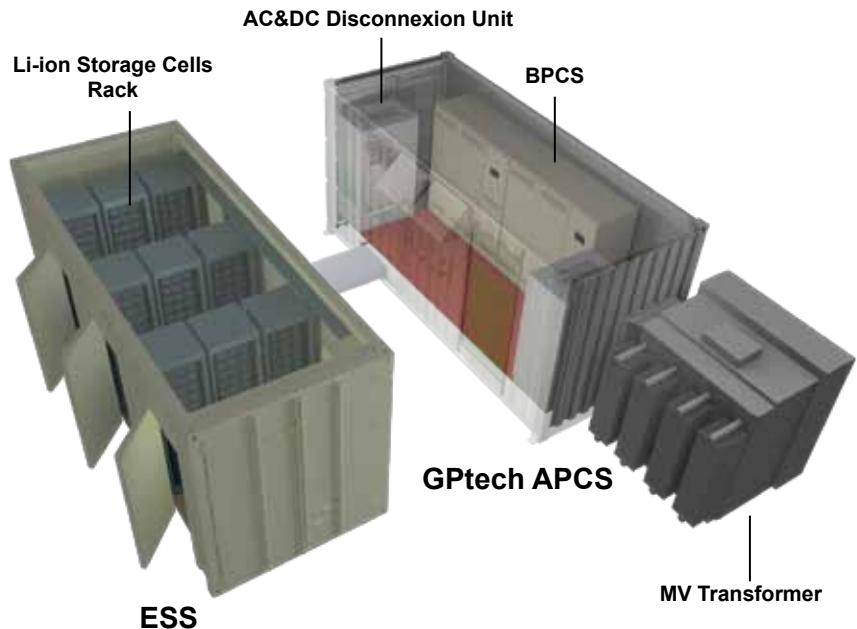 AC&DC Disconnexion Unit
Li-ion Storage Cells
Rack
BPCS
GPtech APCS
MV Transformer
ESS